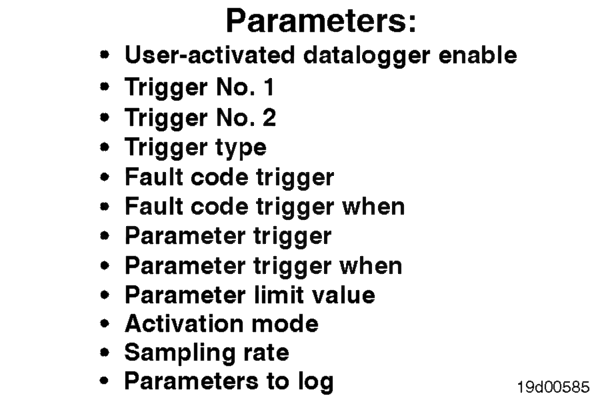 Parameters:
• User-activated datalogger enable
• Trigger No. 1
• Trigger No. 2
• Trigger type
• Fault code trigger
• Fault code trigger when
• Parameter trigger
• Parameter trigger when
• Parameter limit value
• Activation mode
• Sampling rate
• Parameters to log
19d00585